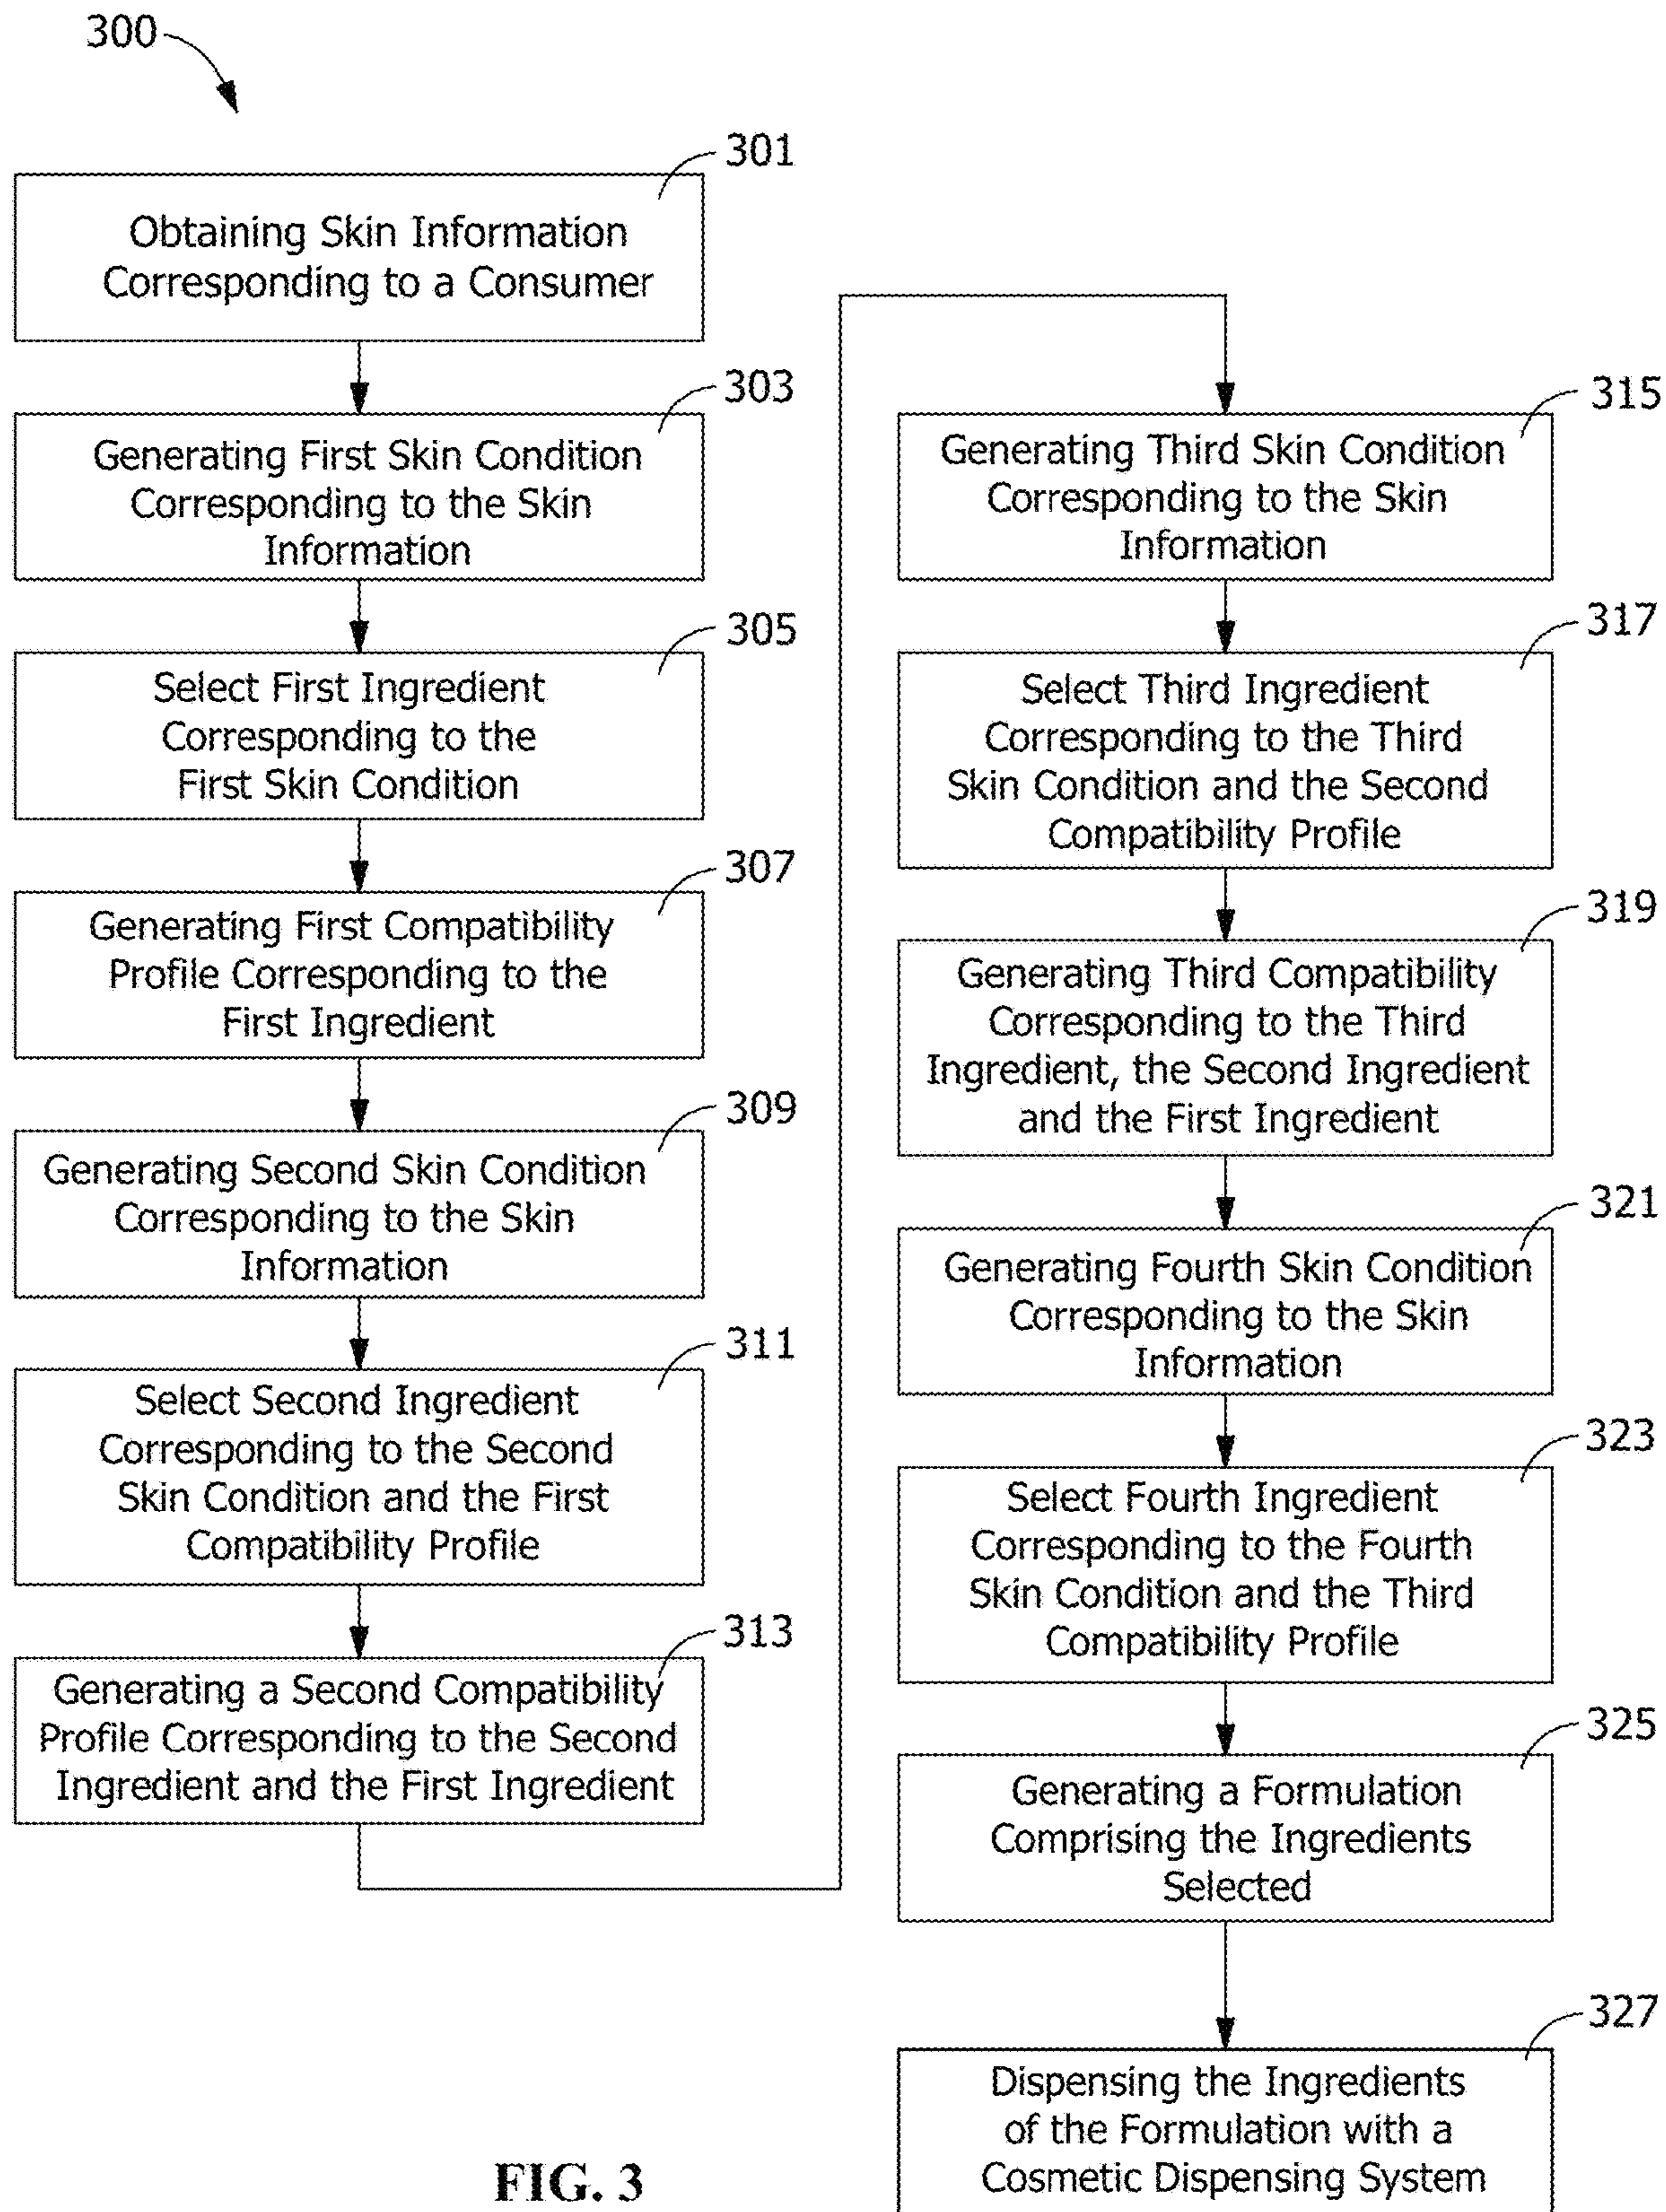 300
301
Obtaining Skin Information
Corresponding to a Consumer
303
Generating First Skin Condition
Corresponding to the Skin
Information
305
Select First Ingredient
Corresponding to the
First Skin Condition
307
Generating First Compatibility
Profile Corresponding to the
First Ingredient
309
Generating Second Skin Condition
Corresponding to the Skin
Information
311
Select Second Ingredient
Corresponding to the Second
Skin Condition and the First
Compatibility Profile
313
Generating a Second Compatibility
Profile Corresponding to the Second
Ingredient and the First Ingredient
315
Generating Third Skin Condition
Corresponding to the Skin
Information
317
Select Third Ingredient
Corresponding to the Third
Skin Condition and the Second
Compatibility Profile
319
Generating Third Compatibility
Corresponding to the Third
Ingredient, the Second Ingredient
and the First Ingredient
321
Generating Fourth Skin Condition
Corresponding to the Skin
Information
323
Select Fourth Ingredient
Corresponding to the Fourth
Skin Condition and the Third
Compatibility Profile
325
Generating a Formulation
Comprising the Ingredients
Selected
327
Dispensing the Ingredients
of the Formulation with a
Cosmetic Dispensing System
FIG. 3